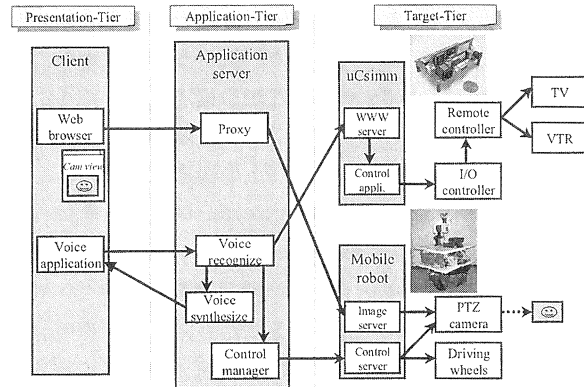 Presentation-Tier
Application-Tier
Target-Tier
Client
Web
browser
Cam view
Voice
application
Application
server
Proxy
Voice
recognize
Voice
synthesize
Control
manager
uCsimm
WWW
server
Control
appli.
Remote
controller
I/O
controller
TV
VTR
Mobile
robot
Image
server
Control
server
PTZ
camera
Driving
wheels